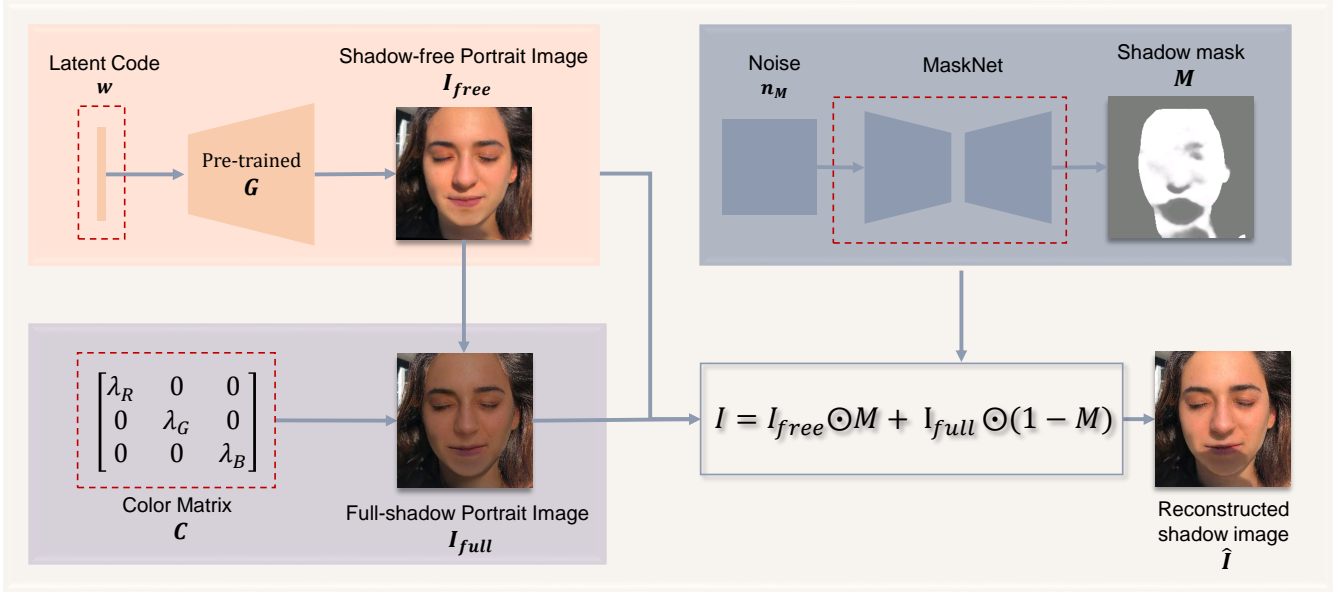 Latent Code
w
Pre-trained
G
Shadow-free Portrait Image
I_free
Noise
n_M
MaskNet
Shadow mask
M
[λ_R 0 0
0 λ_G 0
0 0 λ_B]
Color Matrix
C
Full-shadow Portrait Image
I_full
I = I_free⊙M + I_full⊙(1 − M)
Reconstructed
shadow image
Î